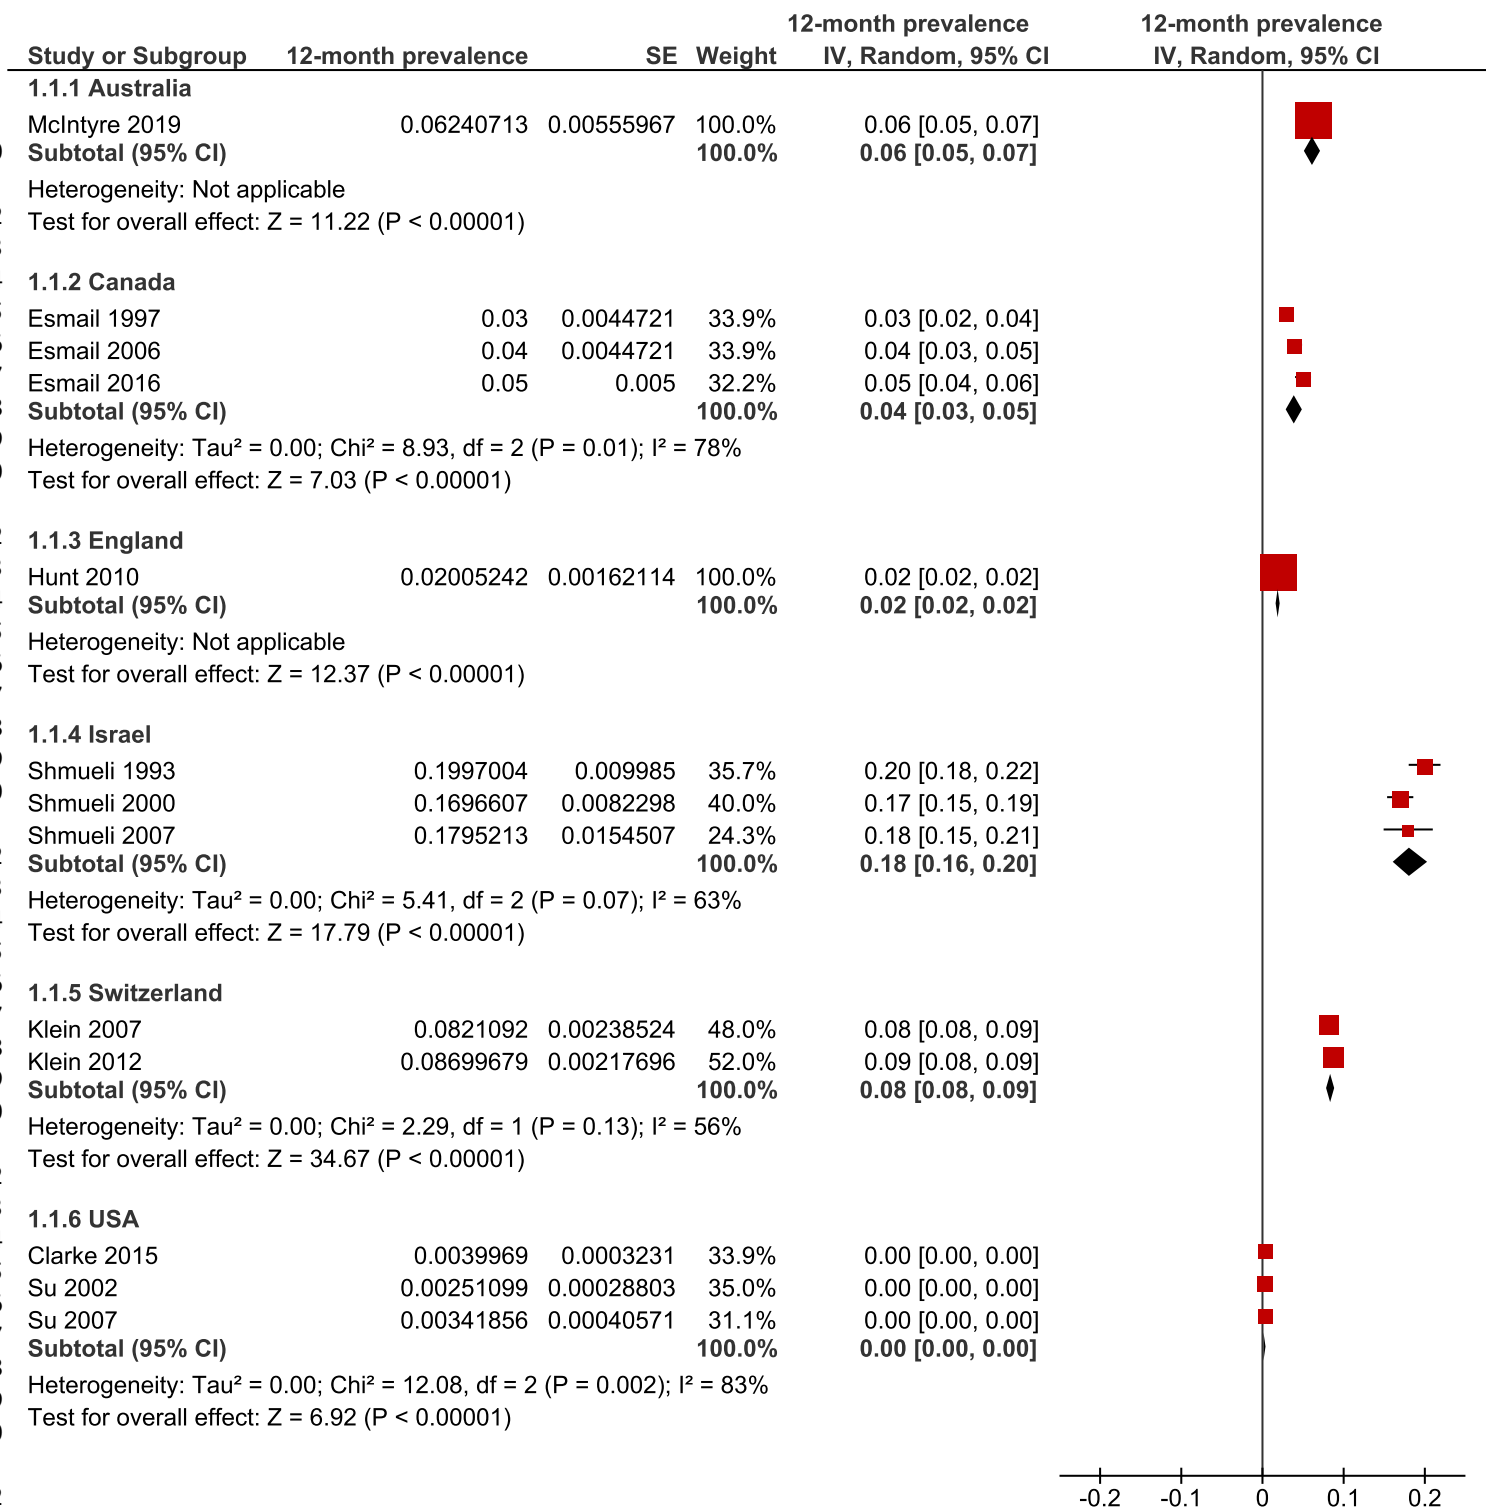 12-month prevalence 12-month prevalence
Study or Subgroup 12-month prevalence SE Weight IV, Random, 95% CI IV, Random, 95% CI
1.1.1 Australia
McIntyre 2019 0.06240713 0.00555967 100.0% 0.06 [0.05, 0.07]
Subtotal (95% CI) 100.0% 0.06 [0.05, 0.07]
Heterogeneity: Not applicable
Test for overall effect: Z = 11.22 (P < 0.00001)
1.1.2 Canada
Esmail 1997 0.03 0.0044721 33.9% 0.03 [0.02, 0.04]
Esmail 2006 0.04 0.0044721 33.9% 0.04 [0.03, 0.05]
Esmail 2016 0.05 0.005 32.2% 0.05 [0.04, 0.06]
Subtotal (95% CI) 100.0% 0.04 [0.03, 0.05]
Heterogeneity: Tau² = 0.00; Chi² = 8.93, df = 2 (P = 0.01); I² = 78%
Test for overall effect: Z = 7.03 (P < 0.00001)
1.1.3 England
Hunt 2010 0.02005242 0.00162114 100.0% 0.02 [0.02, 0.02]
Subtotal (95% CI) 100.0% 0.02 [0.02, 0.02]
Heterogeneity: Not applicable
Test for overall effect: Z = 12.37 (P < 0.00001)
1.1.4 Israel
Shmueli 1993 0.1997004 0.009985 35.7% 0.20 [0.18, 0.22]
Shmueli 2000 0.1696607 0.0082298 40.0% 0.17 [0.15, 0.19]
Shmueli 2007 0.1795213 0.0154507 24.3% 0.18 [0.15, 0.21]
Subtotal (95% CI) 100.0% 0.18 [0.16, 0.20]
Heterogeneity: Tau² = 0.00; Chi² = 5.41, df = 2 (P = 0.07); I² = 63%
Test for overall effect: Z = 17.79 (P < 0.00001)
1.1.5 Switzerland
Klein 2007 0.0821092 0.00238524 48.0% 0.08 [0.08, 0.09]
Klein 2012 0.08699679 0.00217696 52.0% 0.09 [0.08, 0.09]
Subtotal (95% CI) 100.0% 0.08 [0.08, 0.09]
Heterogeneity: Tau² = 0.00; Chi² = 2.29, df = 1 (P = 0.13); I² = 56%
Test for overall effect: Z = 34.67 (P < 0.00001)
1.1.6 USA
Clarke 2015 0.0039969 0.0003231 33.9% 0.00 [0.00, 0.00]
Su 2002 0.00251099 0.00028803 35.0% 0.00 [0.00, 0.00]
Su 2007 0.00341856 0.00040571 31.1% 0.00 [0.00, 0.00]
Subtotal (95% CI) 100.0% 0.00 [0.00, 0.00]
Heterogeneity: Tau² = 0.00; Chi² = 12.08, df = 2 (P = 0.002); I² = 83%
Test for overall effect: Z = 6.92 (P < 0.00001)
-0.2 -0.1 0 0.1 0.2